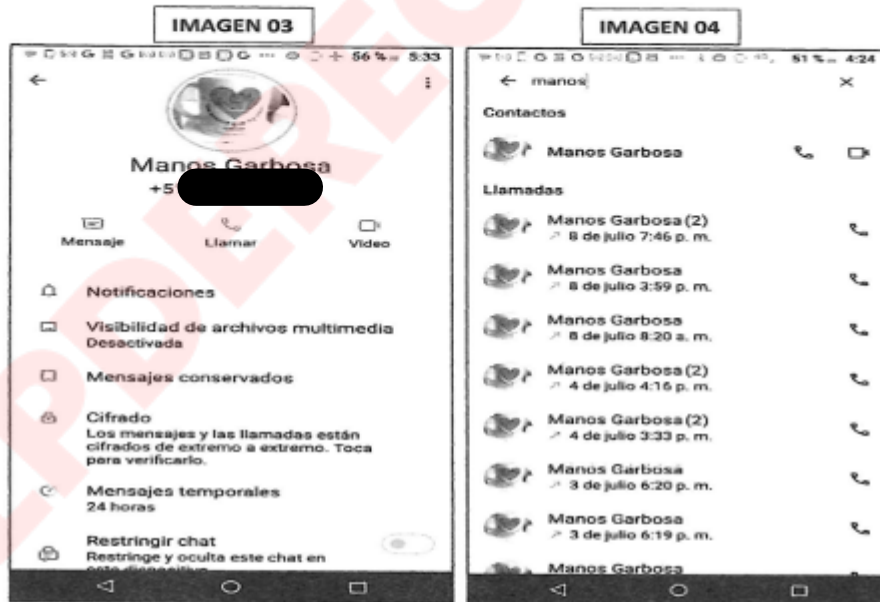 IMAGEN 03
56 % 5:33
Manos Garbosa
+5
Mensaje
Llamar
Video
Notificaciones
Visibilidad de archivos multimedia
Desactivada
Mensajes conservados
Cifrado
Los mensajes y las llamadas están
cifrados de extremo a extremo. Toca
para verificarlo.
Mensajes temporales
24 horas
Restringir chat
Restringe y oculta este chat en
este dispositivo
IMAGEN 04
51 % 4:24
manos
Contactos
Manos Garbosa
Llamadas
Manos Garbosa (2)
8 de julio 7:46 p. m.
Manos Garbosa
8 de julio 3:59 p. m.
Manos Garbosa
8 de julio 8:20 a. m.
Manos Garbosa (2)
4 de julio 4:16 p. m.
Manos Garbosa (2)
4 de julio 3:33 p. m.
Manos Garbosa
3 de julio 6:20 p. m.
Manos Garbosa
3 de julio 6:19 p. m.
Manos Garbosa
LPDEREC